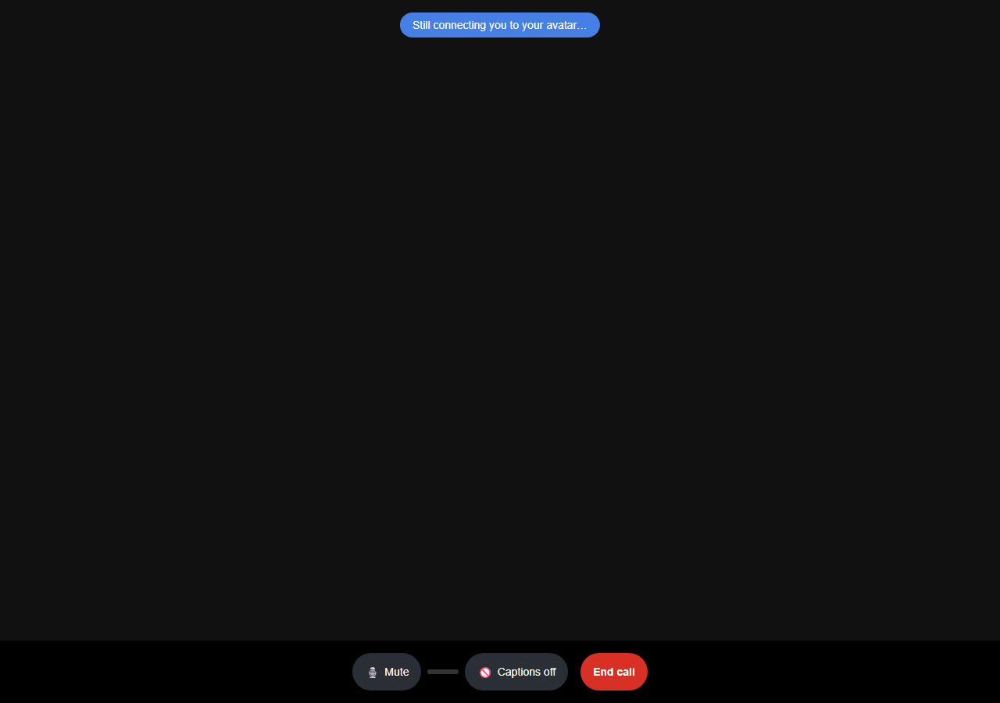 Still connecting you to your avatar…
Mute
Captions off
End call